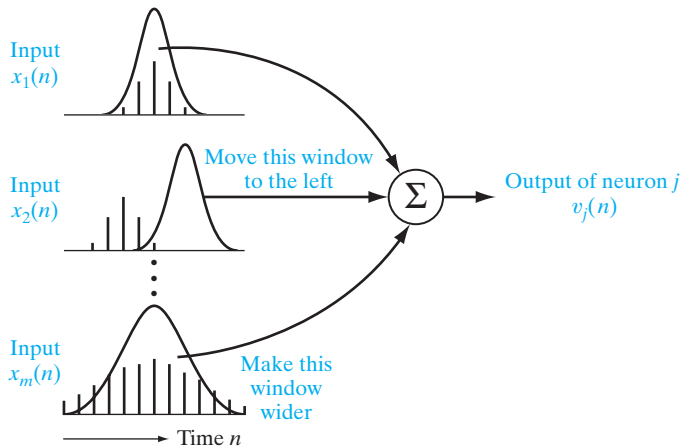 Input
x₁(n)
Move this window
to the left
Input
x₂(n)
Σ
Output of neuron j
vⱼ(n)
Input
xₘ(n)
Make this
window
wider
Time n